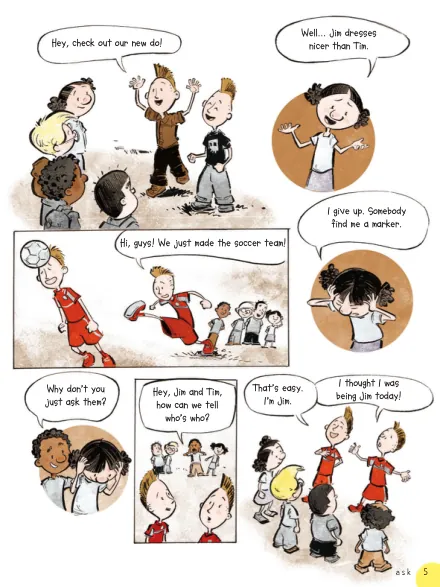 Hey, check out our new do!
Well... Jim dresses
nicer than Tim.
Hi, guys! We just made the soccer team!
I give up. Somebody
find me a marker.
Why don't you
just ask them?
Hey, Jim and Tim,
how can we tell
who's who?
That's easy.
I'm Jim.
I thought I was
being Jim today!
ask 5